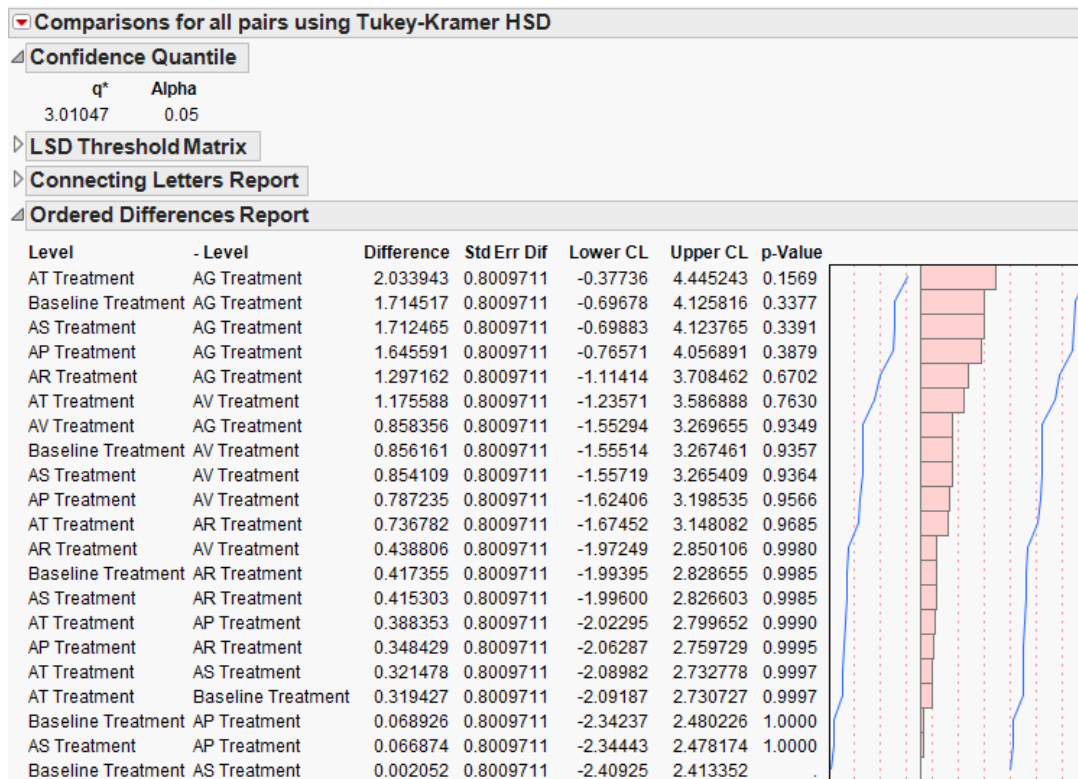 Comparisons for all pairs using Tukey-Kramer HSD
Confidence Quantile
q* Alpha
3.01047 0.05
LSD Threshold Matrix
Connecting Letters Report
Ordered Differences Report
Level - Level Difference Std Err Dif Lower CL Upper CL p-Value
AT Treatment AG Treatment 2.033943 0.8009711 -0.37736 4.445243 0.1569
Baseline Treatment AG Treatment 1.714517 0.8009711 -0.69678 4.125816 0.3377
AS Treatment AG Treatment 1.712465 0.8009711 -0.69883 4.123765 0.3391
AP Treatment AG Treatment 1.645591 0.8009711 -0.76571 4.056891 0.3879
AR Treatment AG Treatment 1.297162 0.8009711 -1.11414 3.708462 0.6702
AT Treatment AV Treatment 1.175588 0.8009711 -1.23571 3.586888 0.7630
AV Treatment AG Treatment 0.858356 0.8009711 -1.55294 3.269655 0.9349
Baseline Treatment AV Treatment 0.856161 0.8009711 -1.55514 3.267461 0.9357
AS Treatment AV Treatment 0.854109 0.8009711 -1.55719 3.265409 0.9364
AP Treatment AV Treatment 0.787235 0.8009711 -1.62406 3.198535 0.9566
AT Treatment AR Treatment 0.736782 0.8009711 -1.67452 3.148082 0.9685
AR Treatment AV Treatment 0.438806 0.8009711 -1.97249 2.850106 0.9980
Baseline Treatment AR Treatment 0.417355 0.8009711 -1.99395 2.828655 0.9985
AS Treatment AR Treatment 0.415303 0.8009711 -1.99600 2.826603 0.9985
AT Treatment AP Treatment 0.388353 0.8009711 -2.02295 2.799652 0.9990
AP Treatment AR Treatment 0.348429 0.8009711 -2.06287 2.759729 0.9995
AT Treatment AS Treatment 0.321478 0.8009711 -2.08982 2.732778 0.9997
AT Treatment Baseline Treatment 0.319427 0.8009711 -2.09187 2.730727 0.9997
Baseline Treatment AP Treatment 0.068926 0.8009711 -2.34237 2.480226 1.0000
AS Treatment AP Treatment 0.066874 0.8009711 -2.34443 2.478174 1.0000
Baseline Treatment AS Treatment 0.002052 0.8009711 -2.40925 2.413352 .